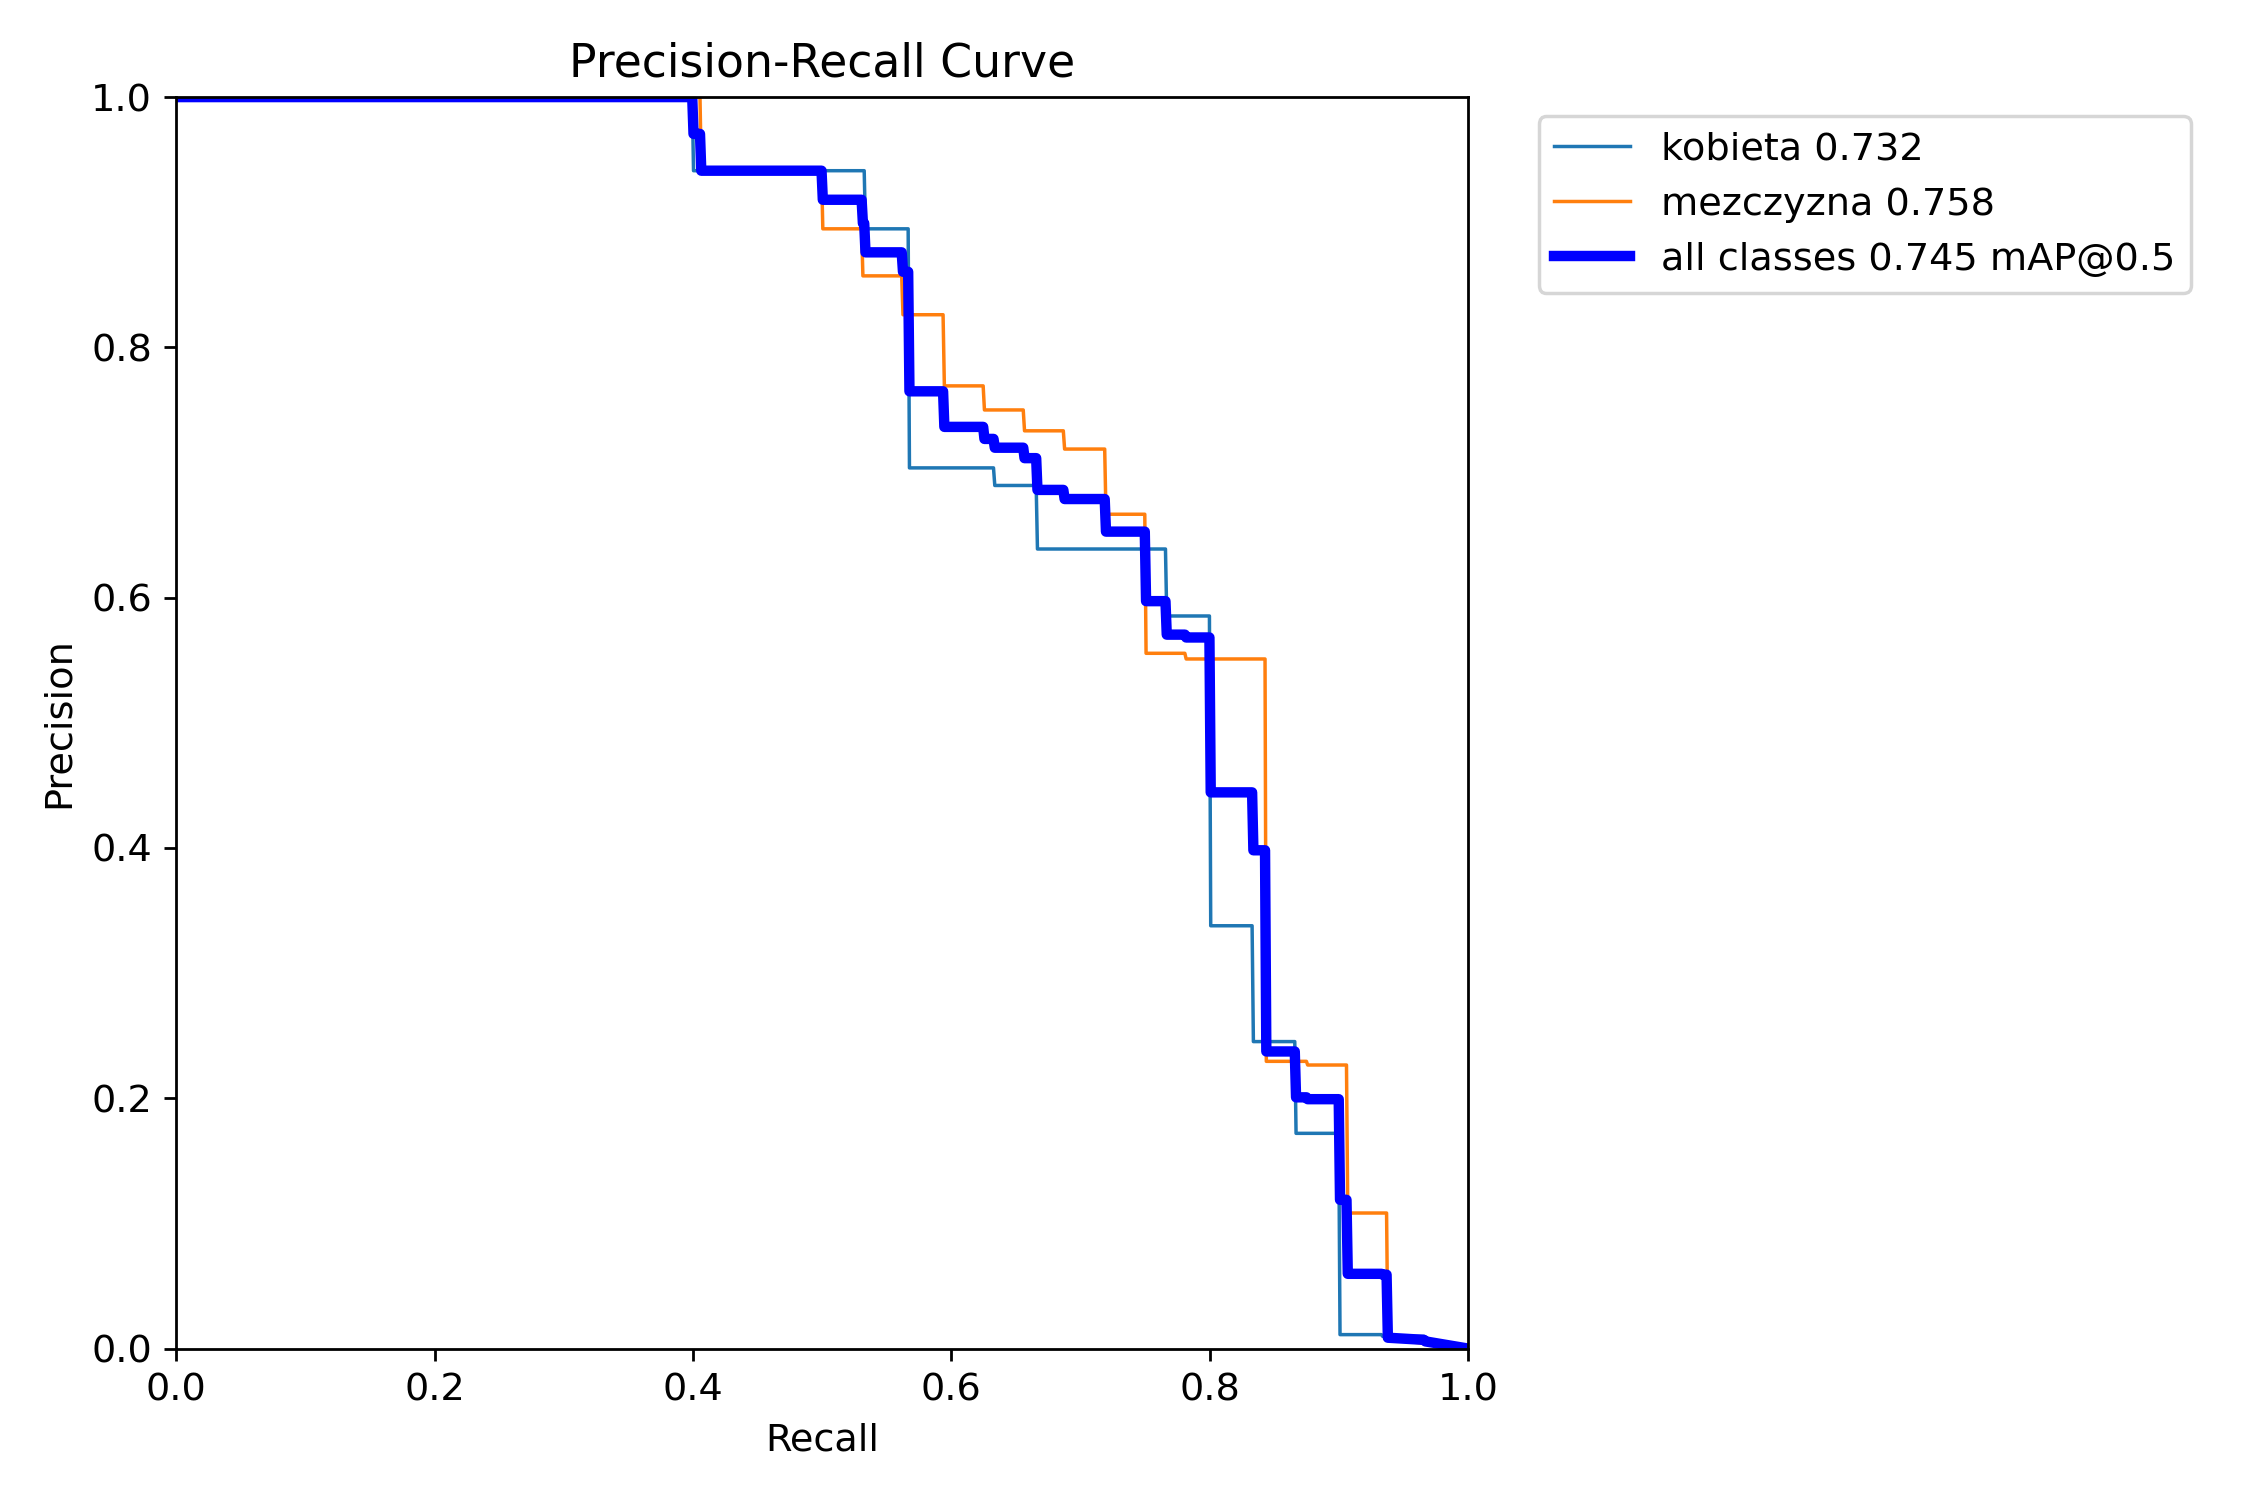 Precision-Recall Curve
1.0
0.8
0.6
0.4
0.2
0.0
Precision
0.0 0.2 0.4 0.6 0.8 1.0
Recall
kobieta 0.732
mezczyzna 0.758
all classes 0.745 mAP@0.5